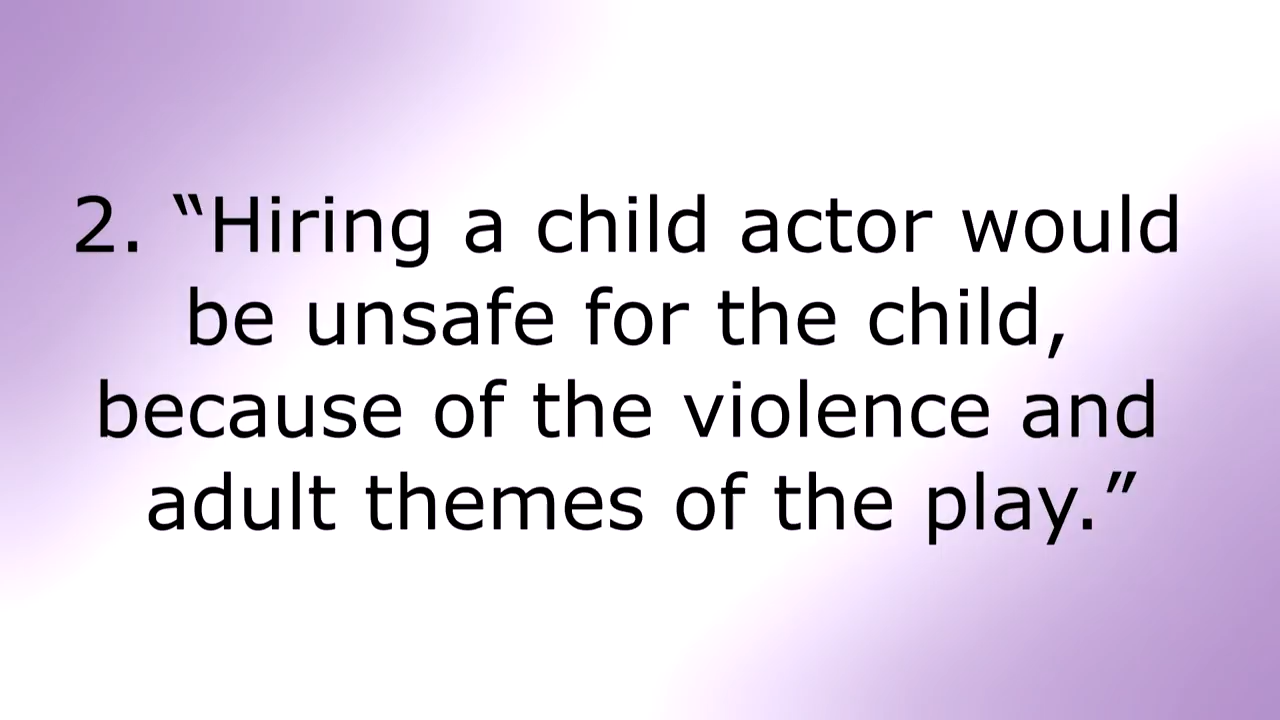 2. “Hiring a child actor would
be unsafe for the child,
because of the violence and
adult themes of the play.”